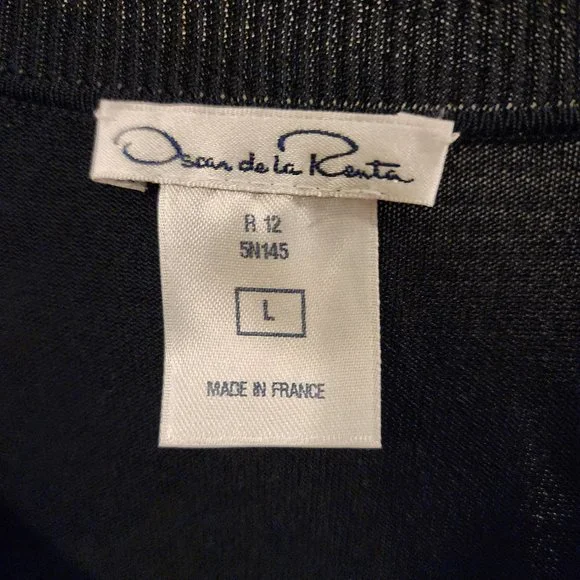 Oscar de la Renta
R 12
5N145
L
MADE IN FRANCE